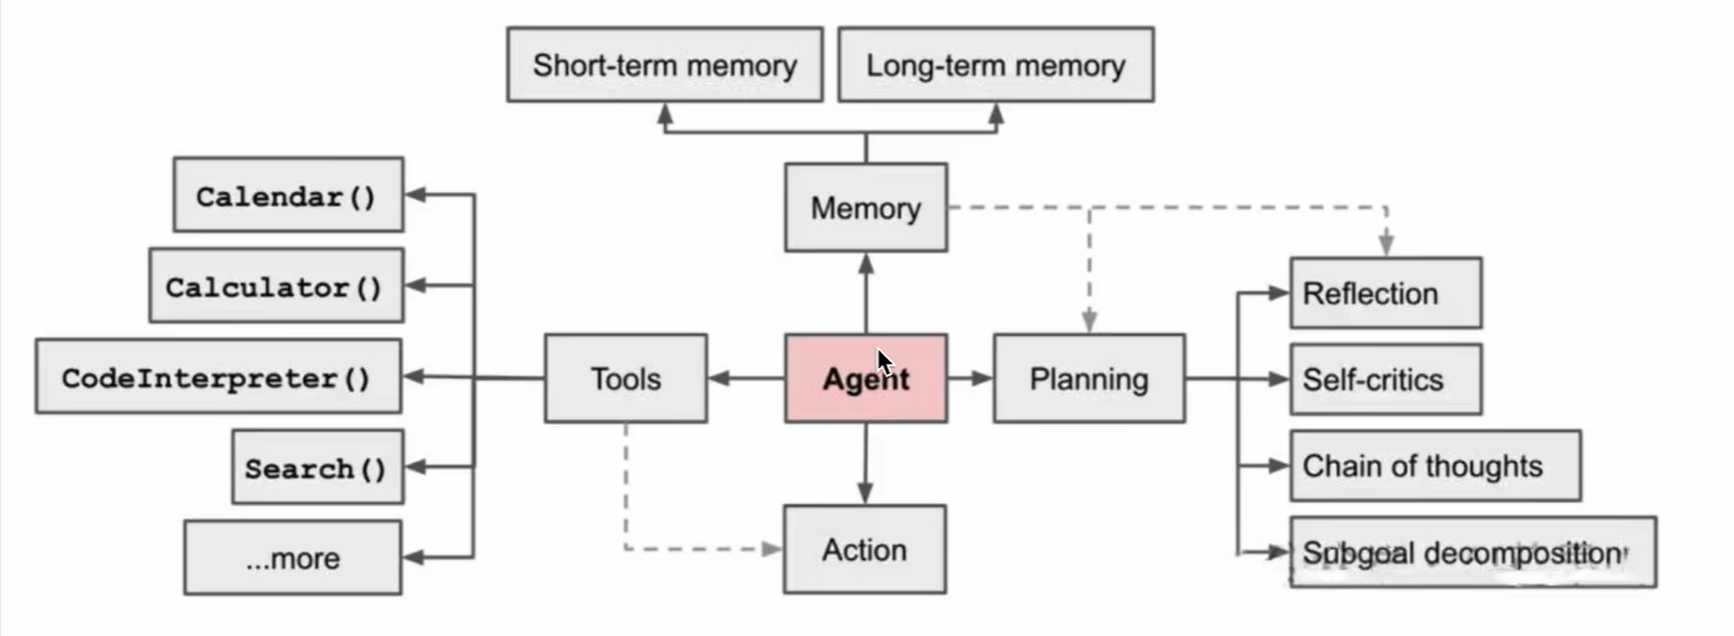 Short-term memory
Long-term memory
Calendar()
Memory
Calculator()
Reflection
CodeInterpreter()
Tools
Agent
Planning
Self-critics
Search()
Chain of thoughts
...more
Action
Subgoal decomposition